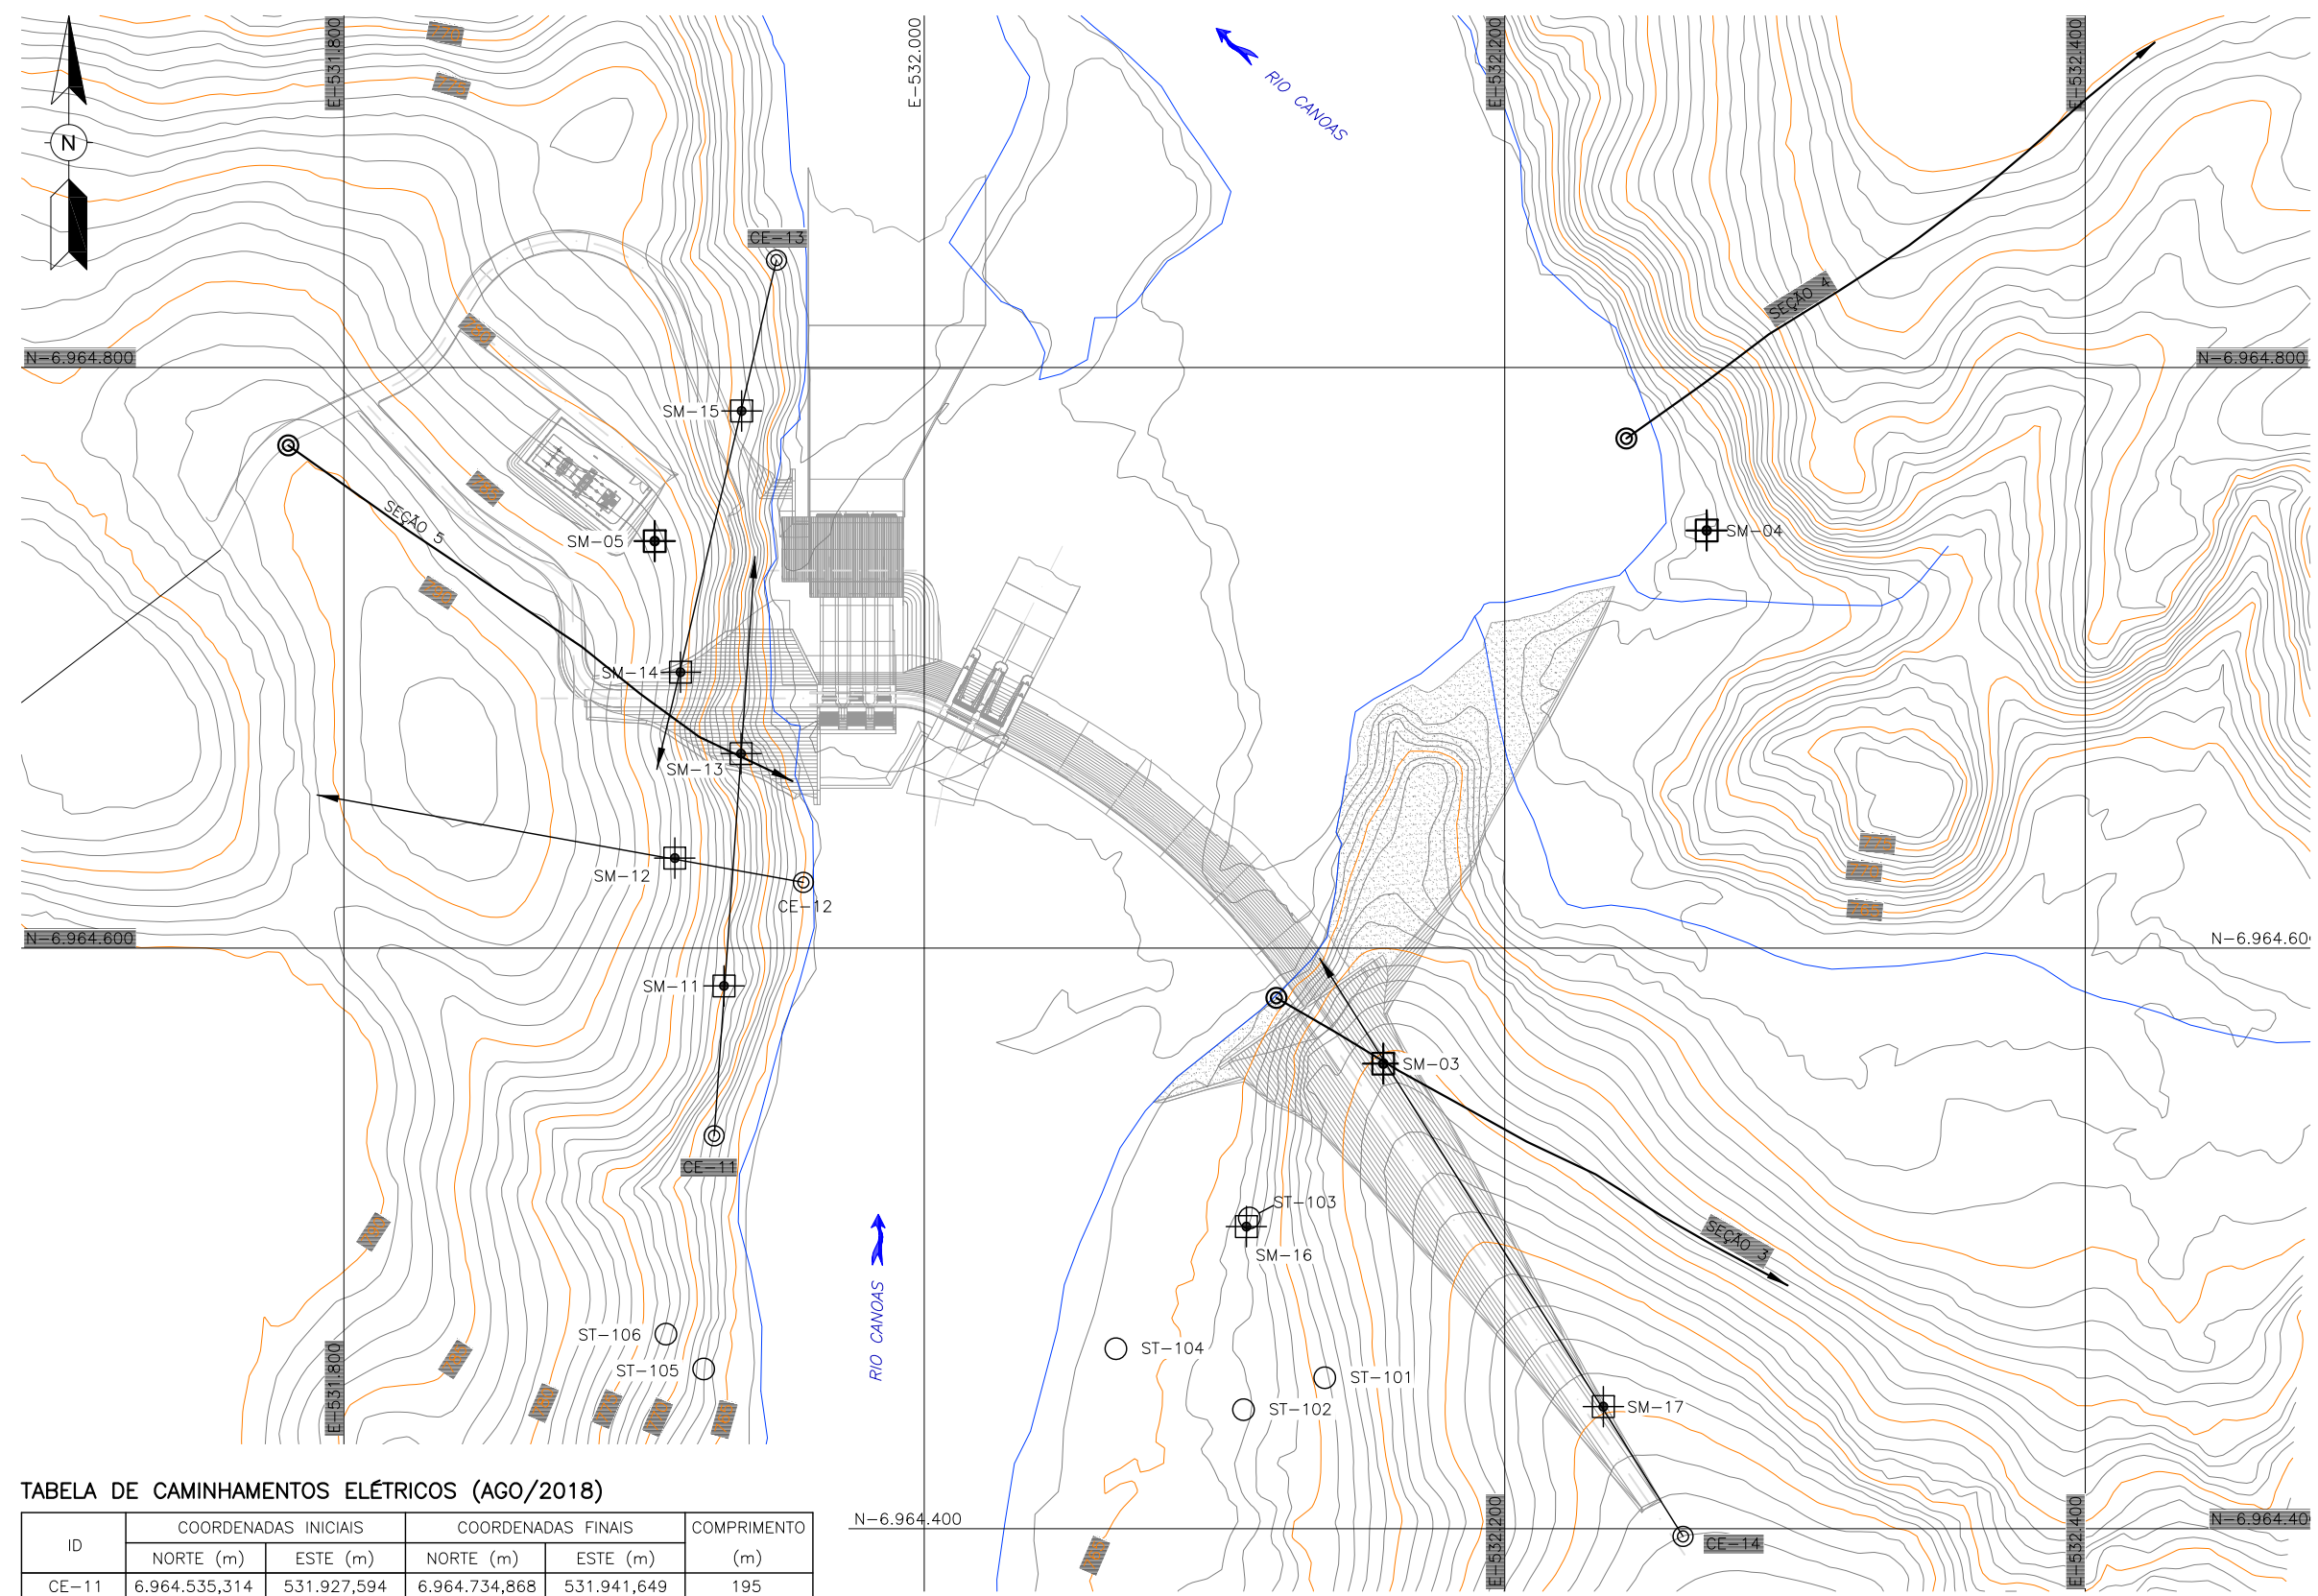 E-531.800
E-532.000
E-532.200
E-532.400
RIO CANOAS
N
CE-13
SEÇÃO 4
N-6.964.800
N-6.964.800
SM-15
SEÇÃO 5
SM-05
SM-04
SM-14
SM-13
SM-12
CE-12
N-6.964.600
N-6.964.60
SM-11
SM-03
CE-11
ST-103
SM-16
SEÇÃO 3
RIO CANOAS
ST-106
ST-104
ST-105
ST-101
E-531.800
ST-102
SM-17
TABELA DE CAMINHAMENTOS ELÉTRICOS (AGO/2018)
N-6.964.400
N-6.964.40
E-532.200
E-532.400
CE-14
ID COORDENADAS INICIAIS COORDENADAS FINAIS COMPRIMENTO (m)
NORTE (m) ESTE (m) NORTE (m) ESTE (m)
CE-11 6.964.535,314 531.927,594 6.964.734,868 531.941,649 195